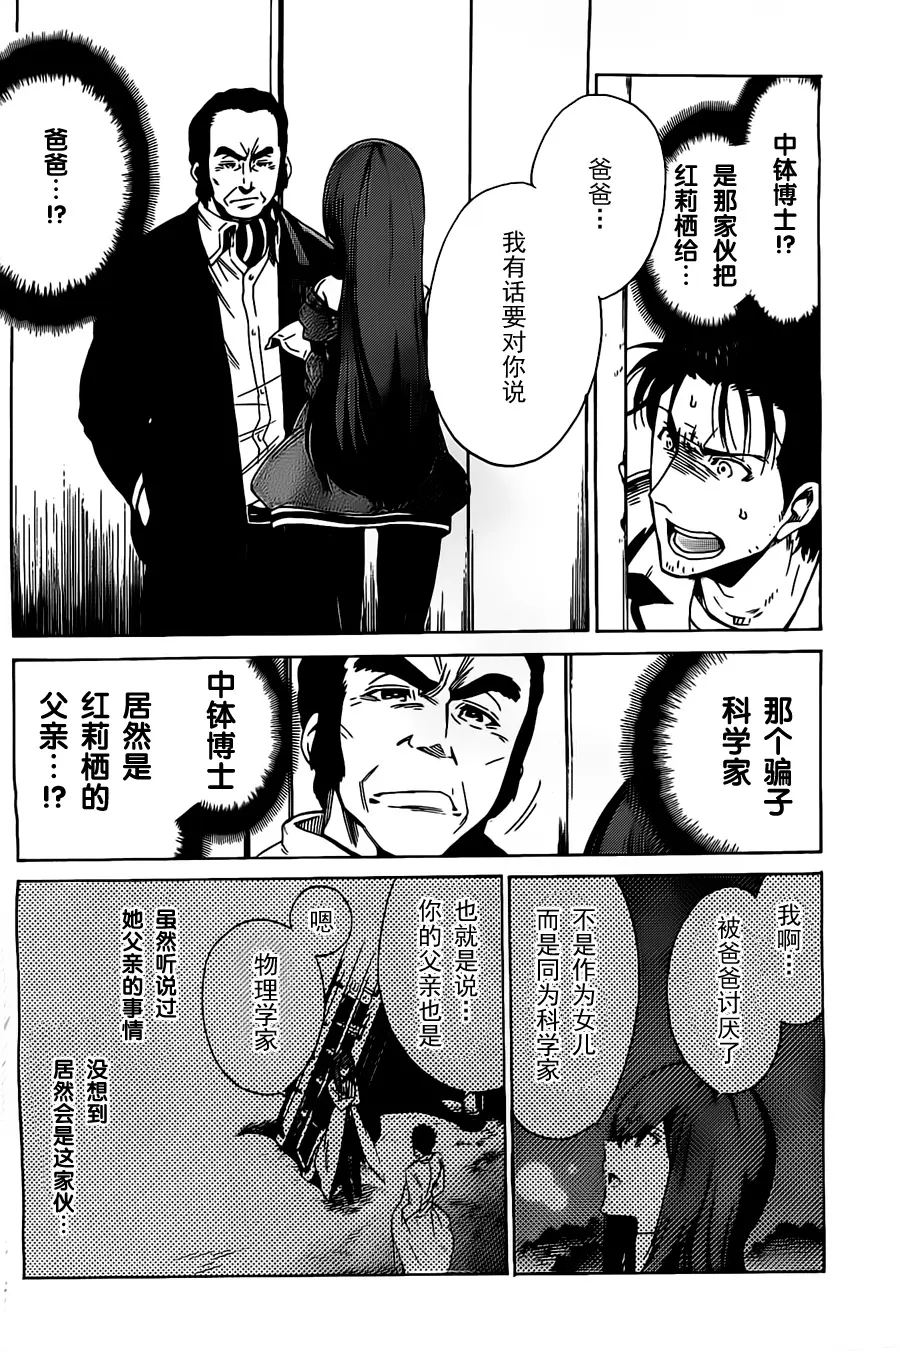 中钵博士!?
是那家伙把
红莉栖给…
爸爸…
我有话要对你说
爸爸…!?
那个骗子
科学家
中钵博士
居然是
红莉栖的
父亲…!?
我啊…
被爸爸讨厌了
不是作为女儿
而是同为科学家
也就是说…
你的父亲也是
嗯
物理学家
虽然听说过
她父亲的事情
没想到
居然会是这家伙…